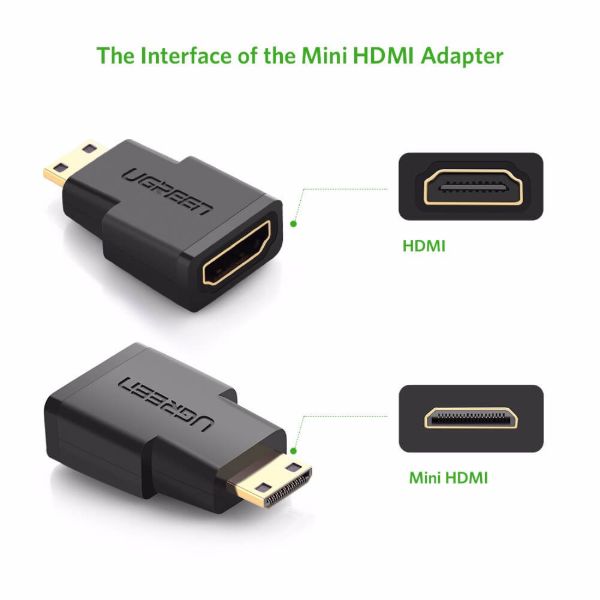 The Interface of the Mini HDMI Adapter
UGREEN
HDMI
UGREEN
Mini HDMI